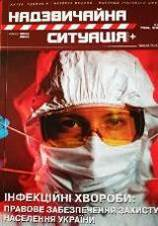 НАДЗВИЧАЙНА
СИТУАЦІЯ+
ІНФЕКЦІЙНІ ХВОРОБИ:
ПРАВОВЕ ЗАБЕЗПЕЧЕННЯ ЗАХИСТУ
НАСЕЛЕННЯ УКРАЇНИ